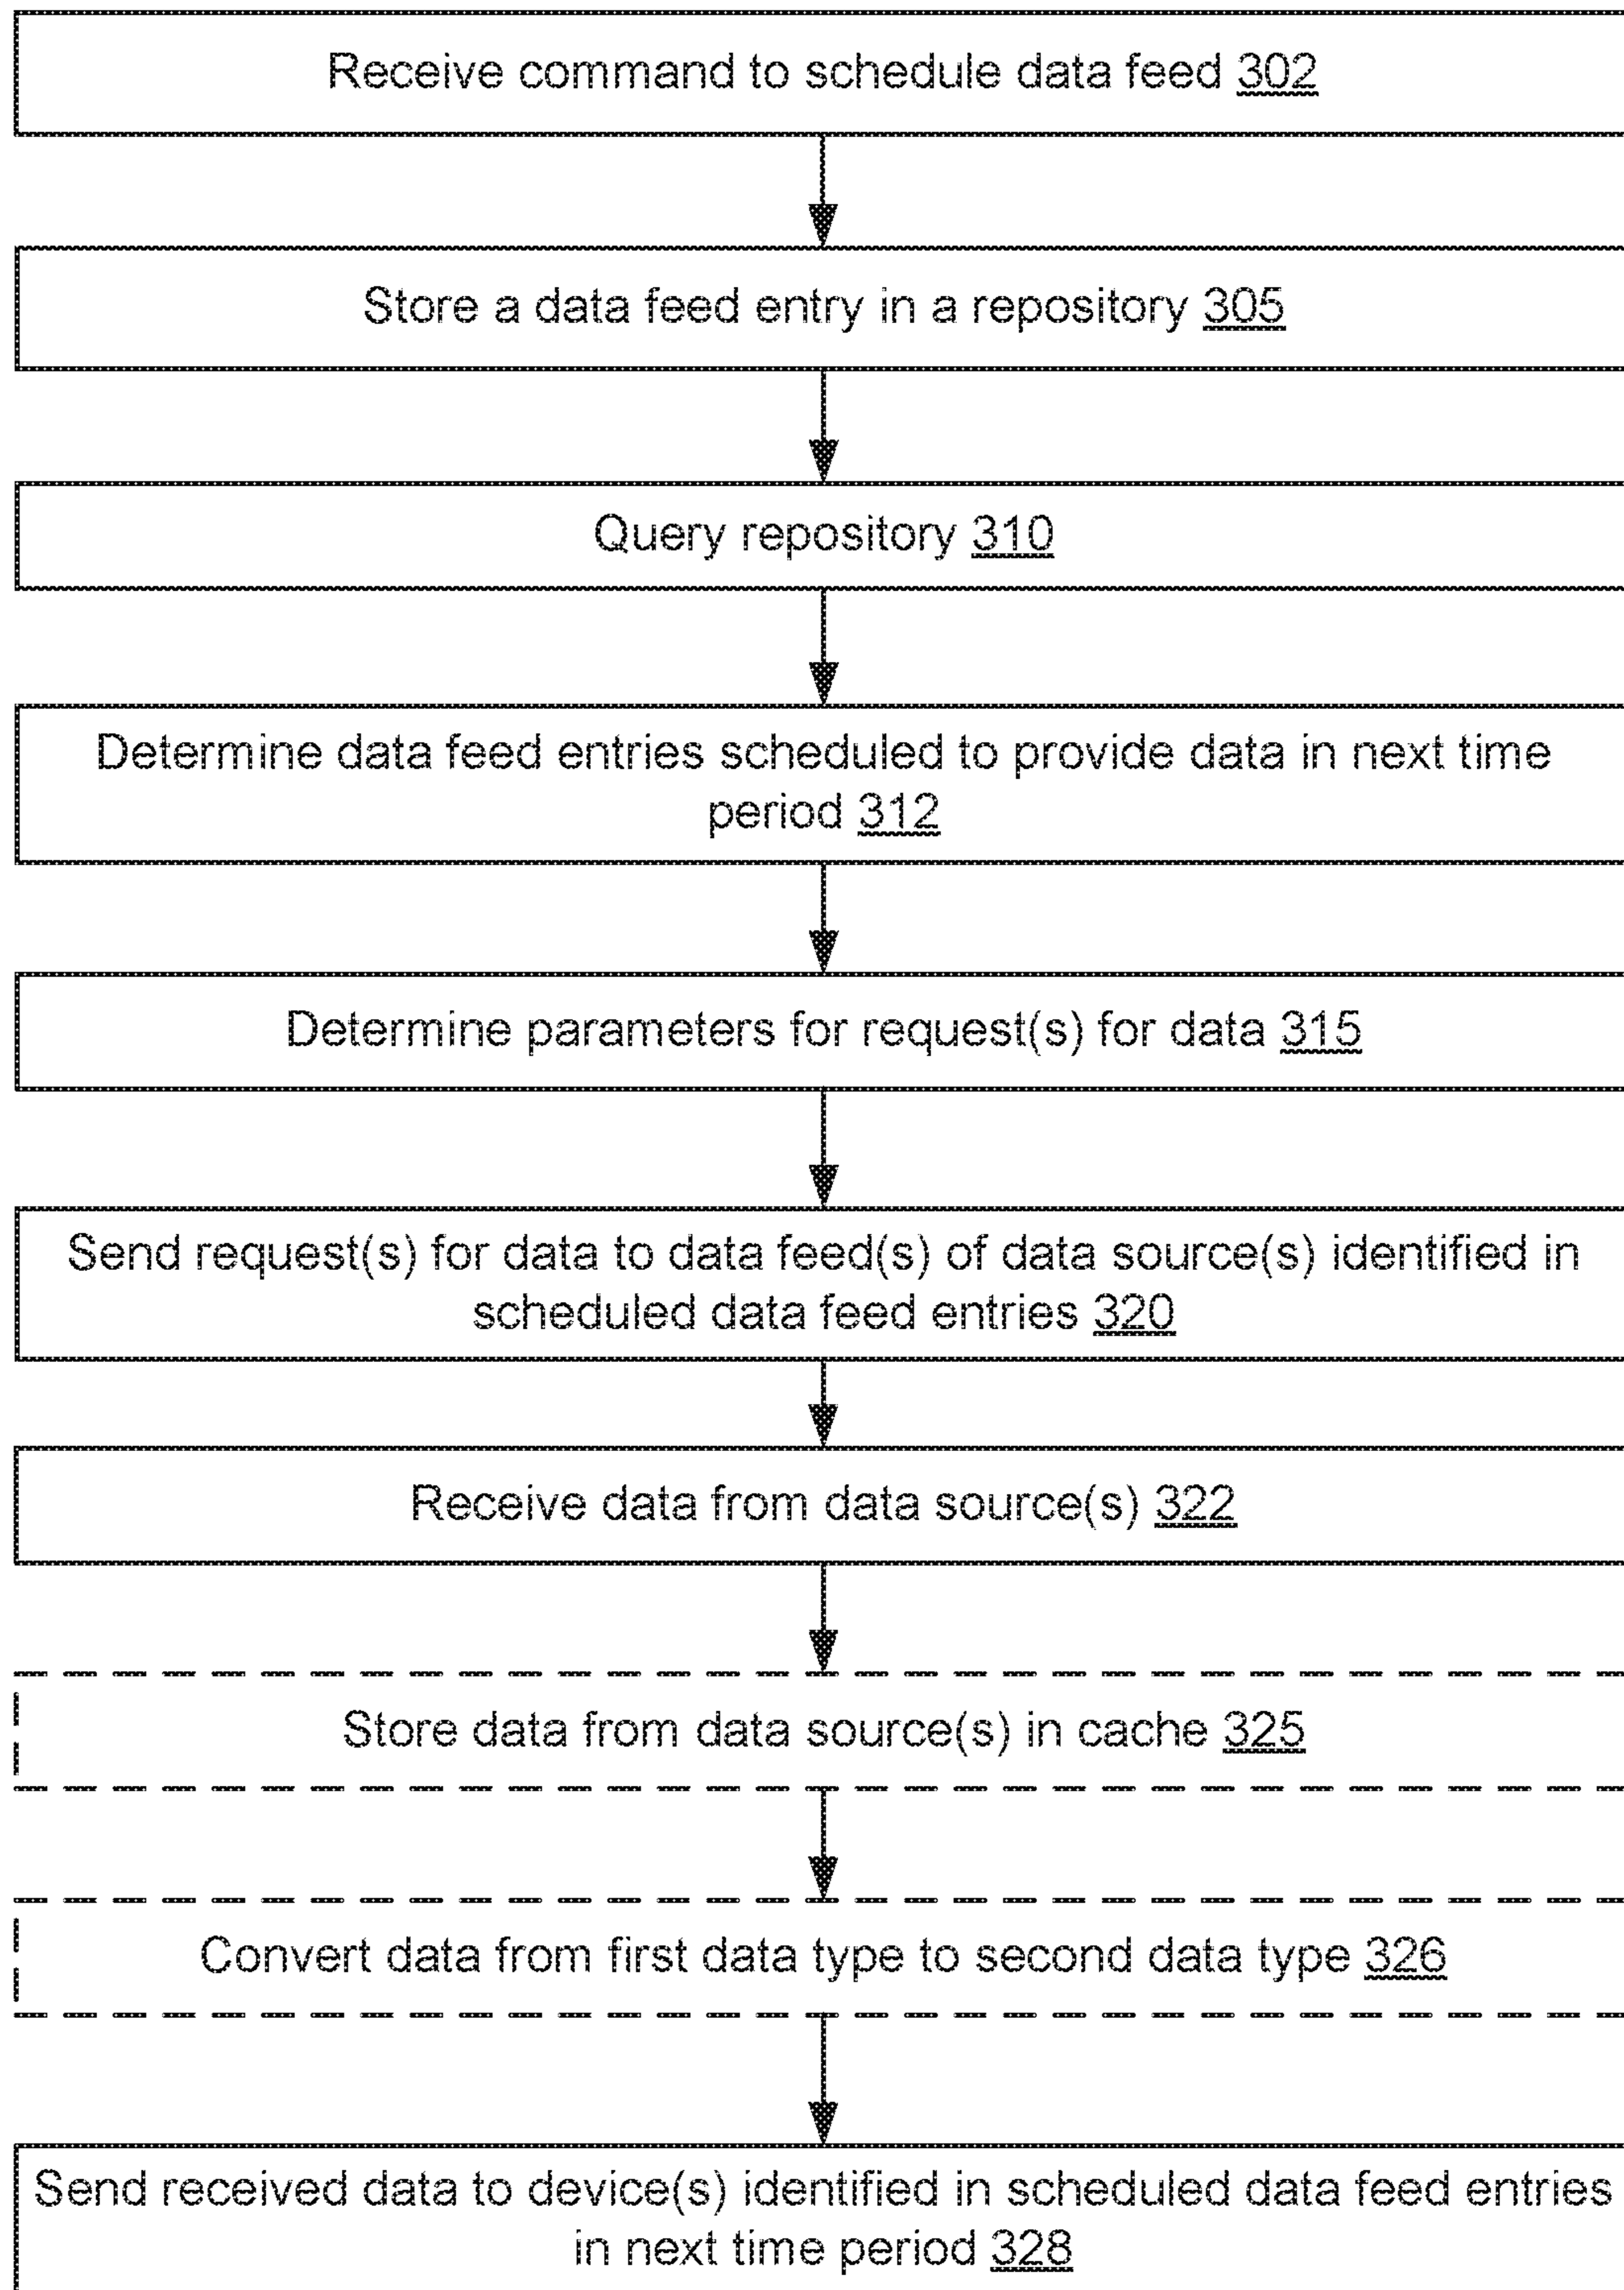 Receive command to schedule data feed 302
Store a data feed entry in a repository 305
Query repository 310
Determine data feed entries scheduled to provide data in next time
period 312
Determine parameters for request(s) for data 315
Send request(s) for data to data feed(s) of data source(s) identified in
scheduled data feed entries 320
Receive data from data source(s) 322
Store data from data source(s) in cache 325
Convert data from first data type to second data type 326
Send received data to device(s) identified in scheduled data feed entries
in next time period 328